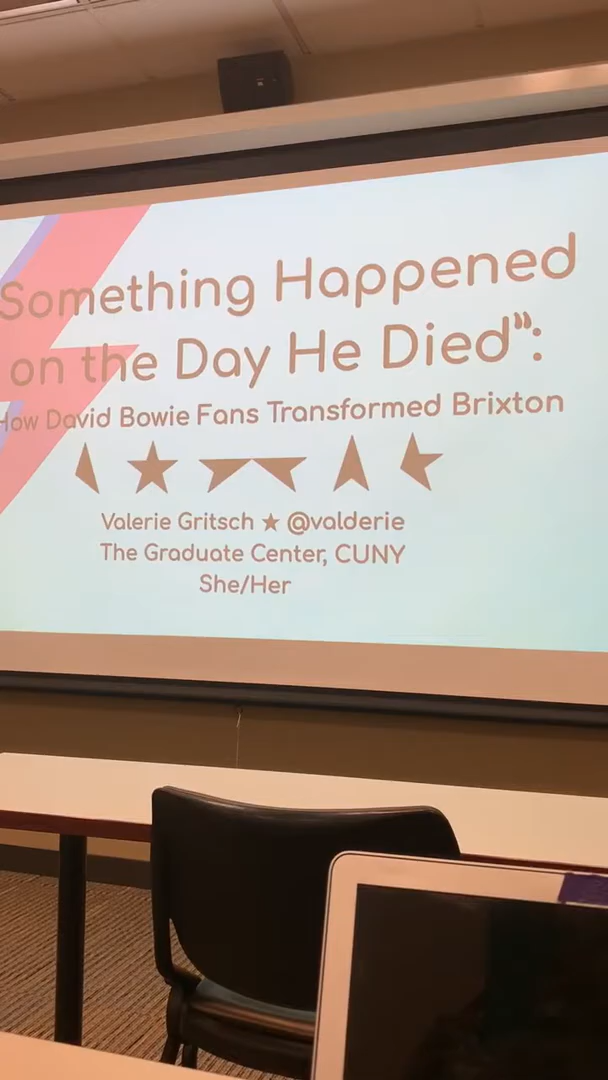 Something Happened
on the Day He Died":
How David Bowie Fans Transformed Brixton
Valerie Gritsch ★ @valderie
The Graduate Center, CUNY
She/Her